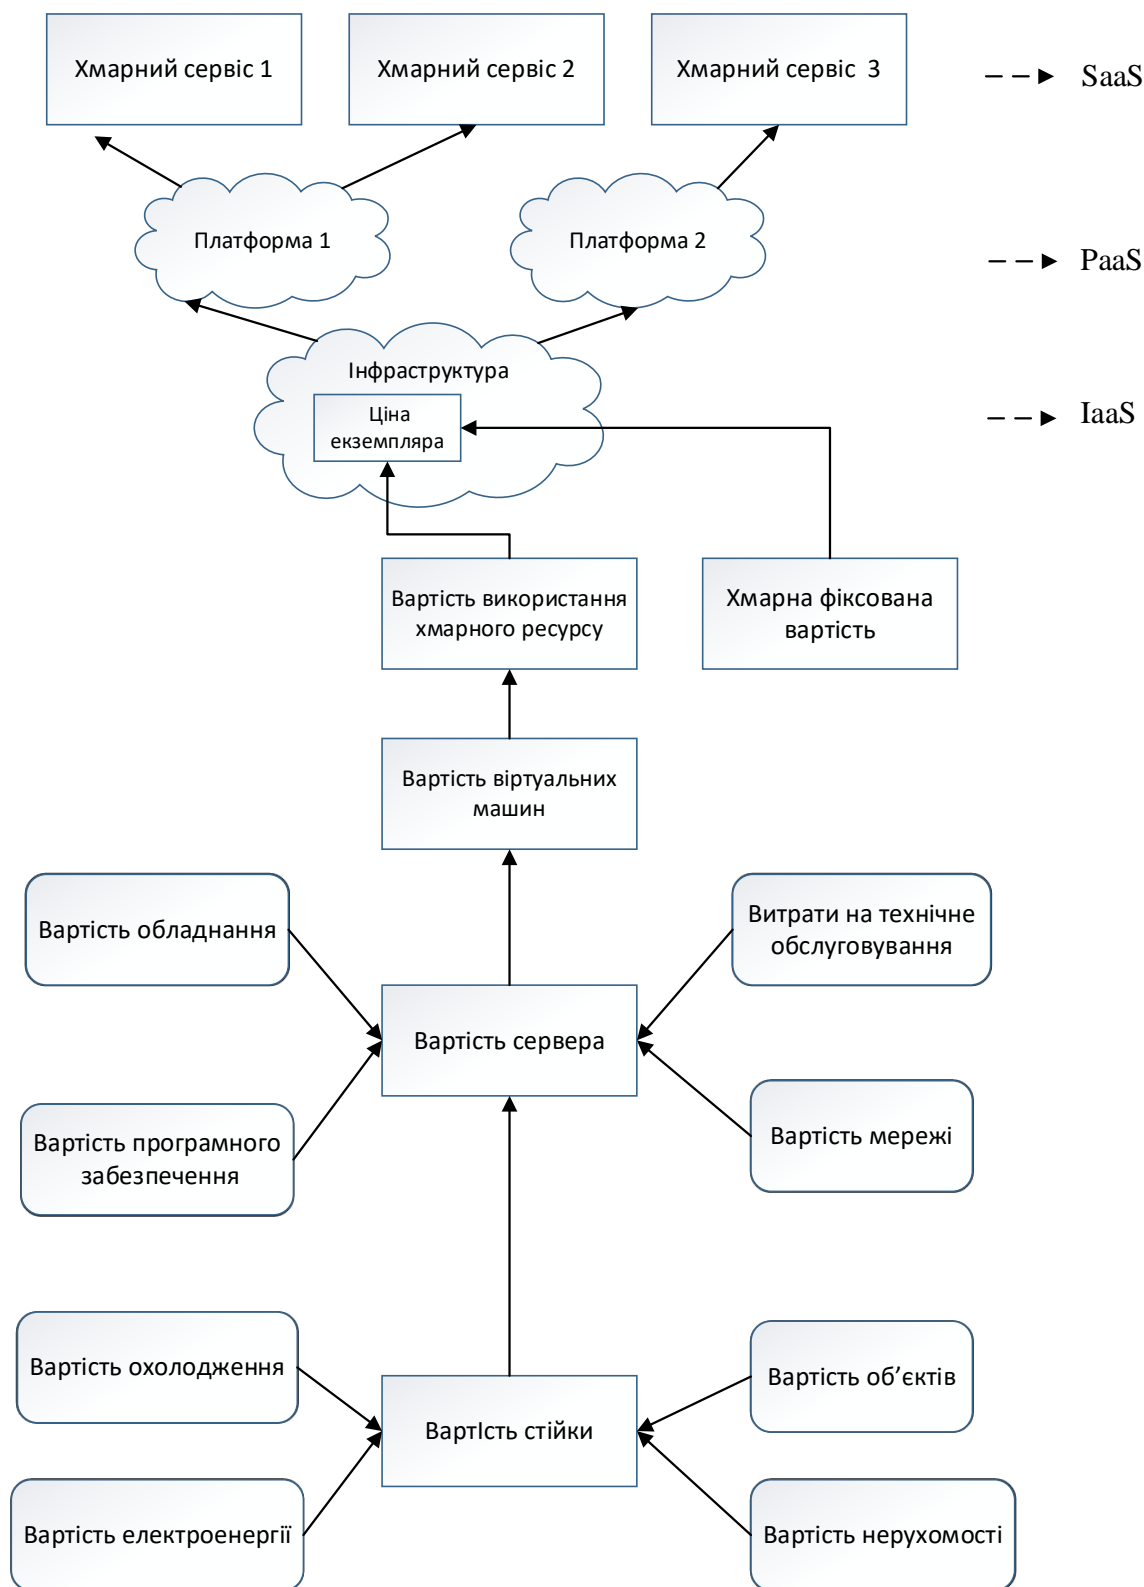 Хмарний сервіс 1
Хмарний сервіс 2
Хмарний сервіс 3
SaaS
Платформа 1
Платформа 2
PaaS
Інфраструктура
Ціна
екземпляра
IaaS
Вартість використання
хмарного ресурсу
Хмарна фіксована
вартість
Вартість віртуальних
машин
Вартість обладнання
Витрати на технічне
обслуговування
Вартість сервера
Вартість програмного
забезпечення
Вартість мережі
Вартість охолодження
Вартість об’єктів
ВартІсть стійки
Вартість електроенергії
Вартість нерухомості